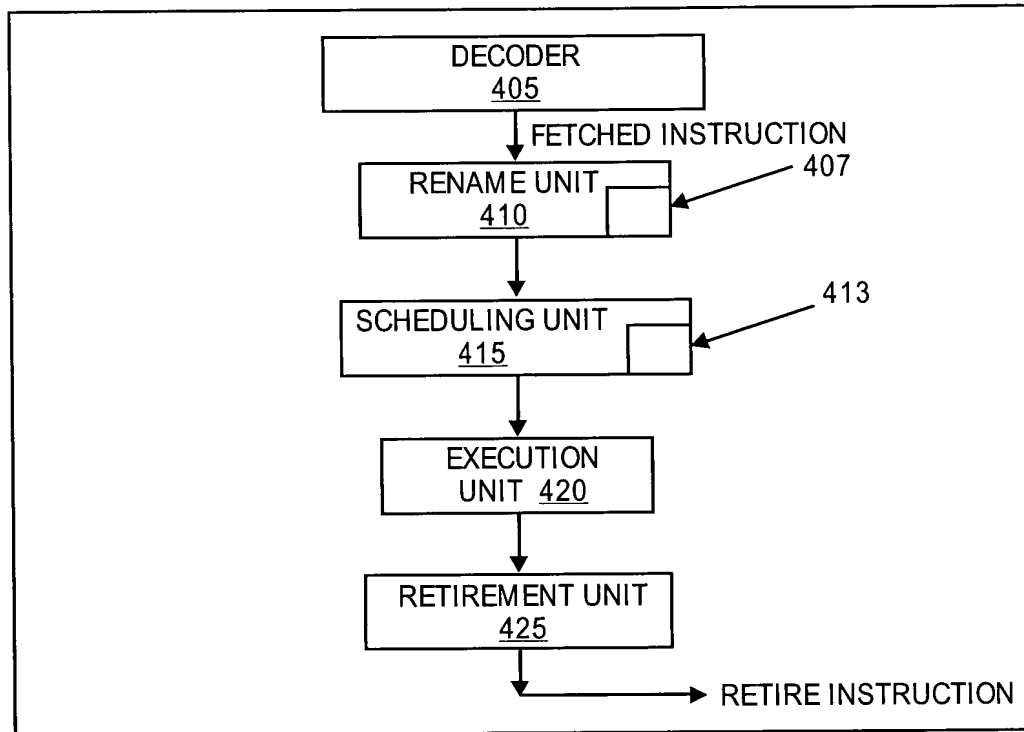 DECODER
405
FETCHED INSTRUCTION
407
RENAME UNIT
410
413
SCHEDULING UNIT
415
EXECUTION
UNIT 420
RETIREMENT UNIT
425
RETIRE INSTRUCTION